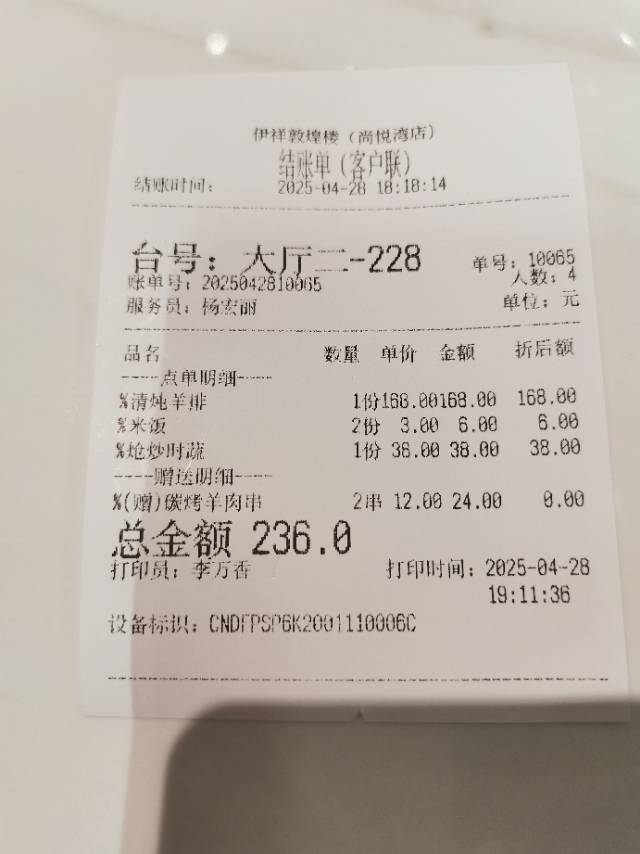 伊祥敦煌楼（尚悦湾店）
结账单（客户联）
结账时间： 2025-04-28 18:18:14
台号：大厅二-228 单号：10065
账单号：2025042810065 人数：4
服务员：杨宏丽 单位：元
品名 数量 单价 金额 折后额
-----点单明细-----
%清炖羊排 1份168.00168.00 168.00
%米饭 2份 3.00 6.00 6.00
%炝炒时蔬 1份 38.00 38.00 38.00
-----赠送明细-----
%(赠)碳烤羊肉串 2串 12.00 24.00 0.00
总金额 236.0
打印员：李万香 打印时间：2025-04-28
19:11:36
设备标识：CNDFPSP6K2001110006C